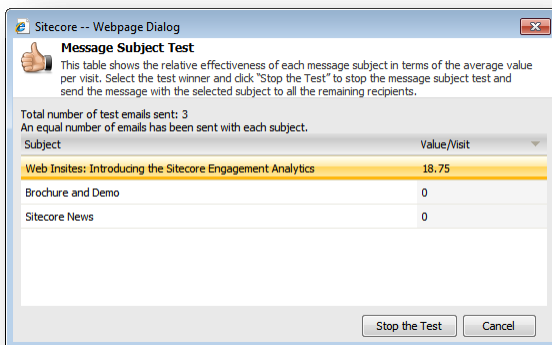 Sitecore -- Webpage Dialog
Message Subject Test
This table shows the relative effectiveness of each message subject in terms of the average value
per visit. Select the test winner and click "Stop the Test" to stop the message subject test and
send the message with the selected subject to all the remaining recipients.
Total number of test emails sent: 3
An equal number of emails has been sent with each subject.
Subject Value/Visit
Web Insites: Introducing the Sitecore Engagement Analytics 18.75
Brochure and Demo 0
Sitecore News 0
Stop the Test Cancel